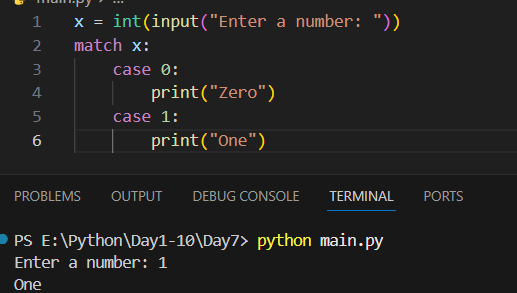 main.py > ...
1 x = int(input("Enter a number: "))
2 match x:
3     case 0:
4         print("Zero")
5     case 1:
6         print("One")
PROBLEMS OUTPUT DEBUG CONSOLE TERMINAL PORTS
PS E:\Python\Day1-10\Day7> python main.py
Enter a number: 1
One